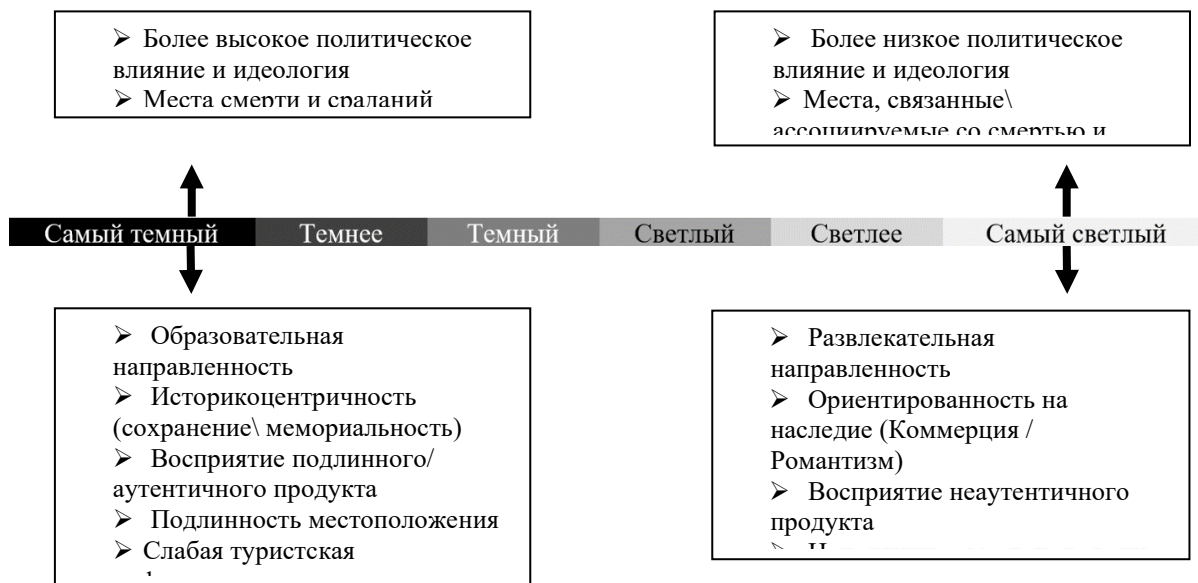 ➢ Более высокое политическое
влияние и идеология
➢ Места смерти и сраданий
➢ Более низкое политическое
влияние и идеология
➢ Места, связанные\
ассоциируемые со смертью и
Самый темный Темнее Темный Светлый Светлее Самый светлый
➢ Образовательная
направленность
➢ Историкоцентричность
(сохранение\ мемориальность)
➢ Восприятие подлинного/
аутентичного продукта
➢ Подлинность местоположения
➢ Слабая туристская
➢ Развлекательная
направленность
➢ Ориентированность на
наследие (Коммерция /
Романтизм)
➢ Восприятие неаутентичного
продукта